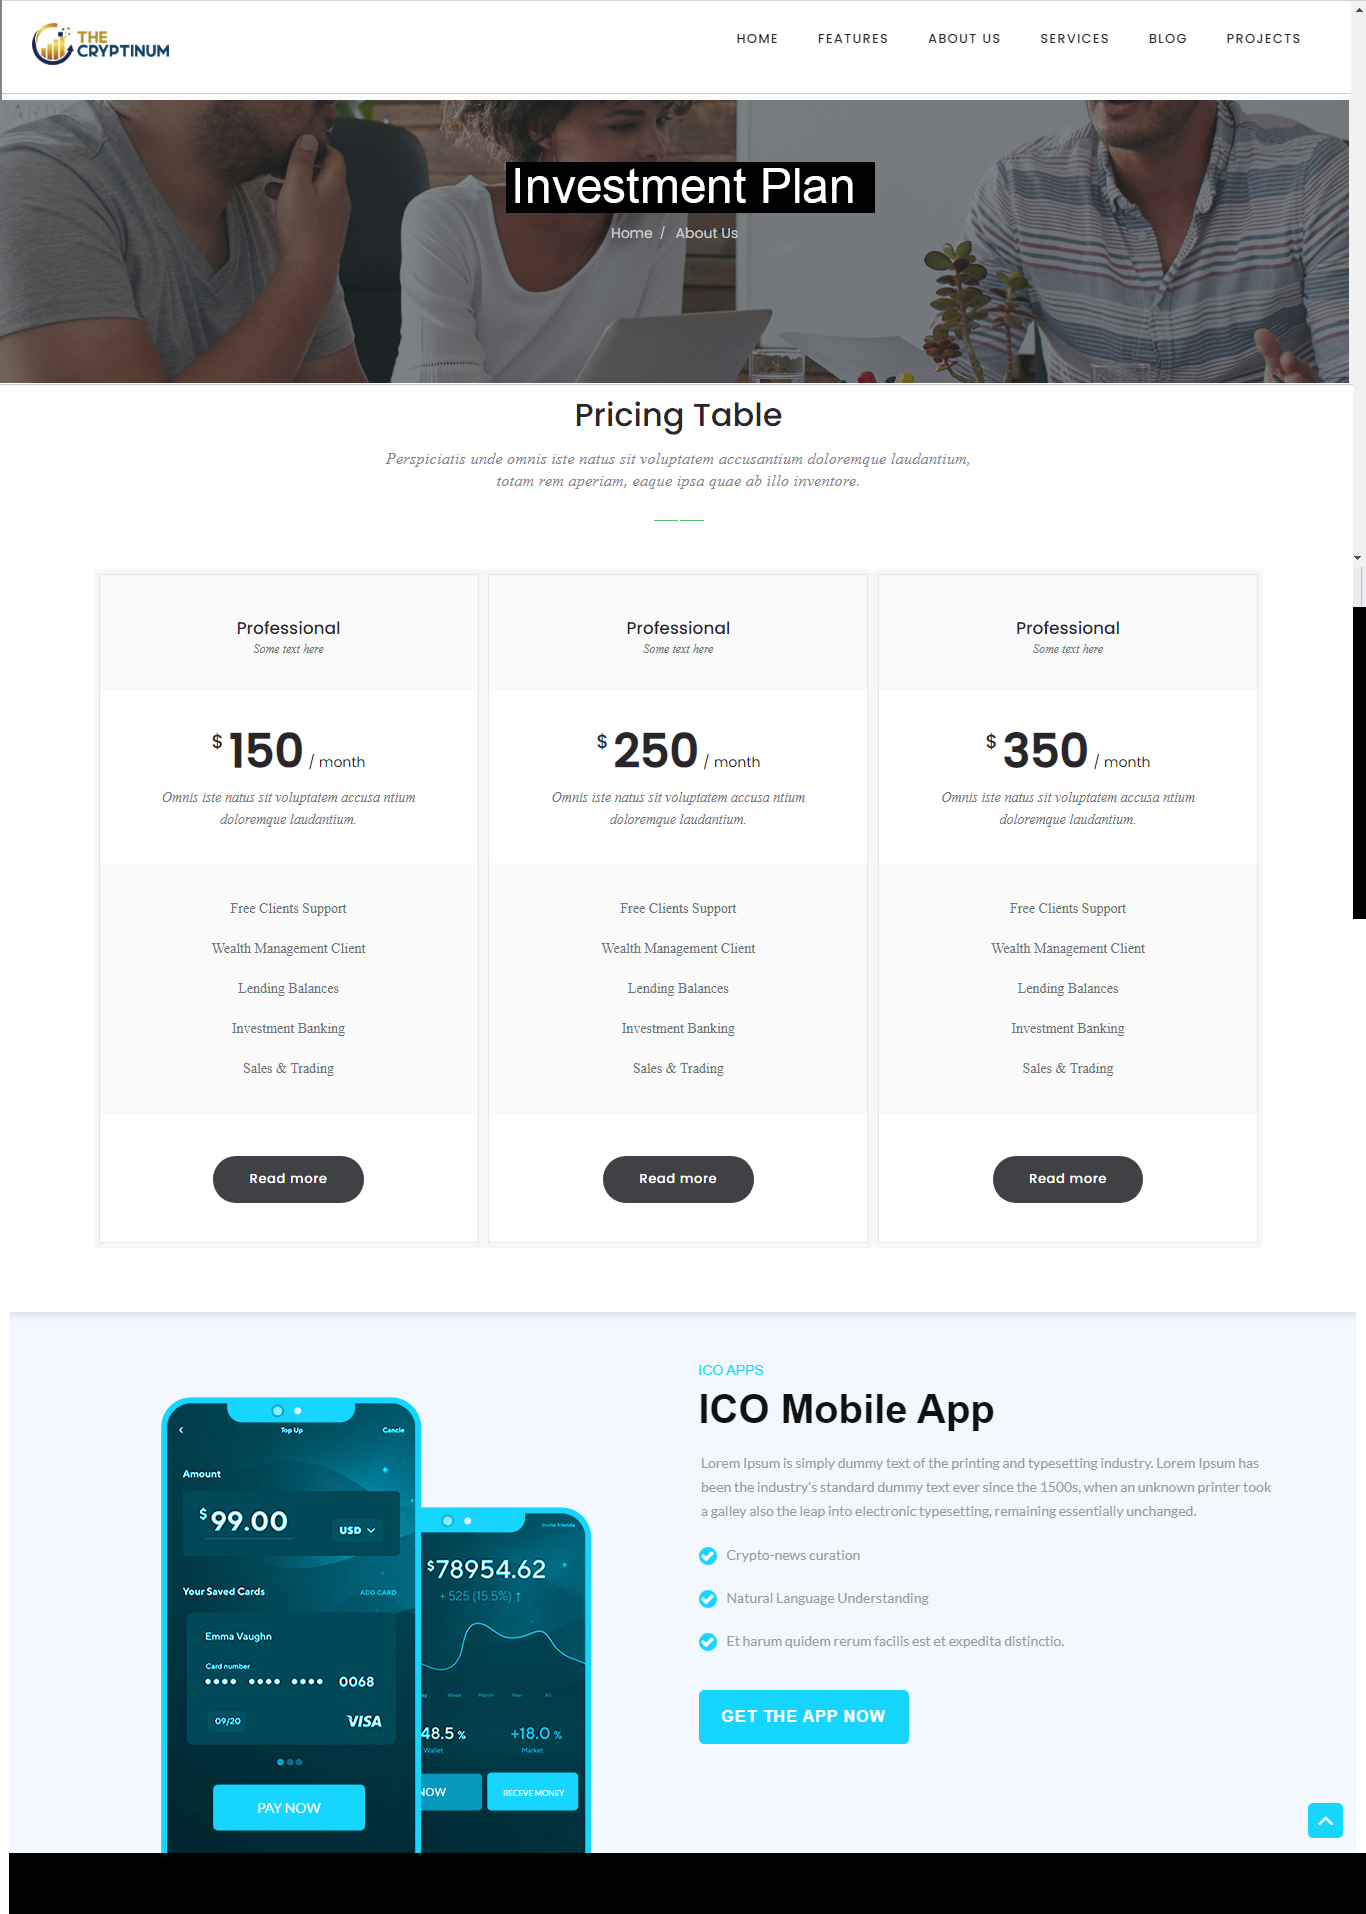 THE
CRYPTINUM
HOME FEATURES ABOUT US SERVICES BLOG PROJECTS
Investment Plan
Home / About Us
Pricing Table
Perspiciatis unde omnis iste natus sit voluptatem accusantium doloremque laudantium,
totam rem aperiam, eaque ipsa quae ab illo inventore.
Professional
Some text here
$150 / month
Omnis iste natus sit voluptatem accusa ntium
doloremque laudantium.
Free Clients Support
Wealth Management Client
Lending Balances
Investment Banking
Sales & Trading
Read more
Professional
Some text here
$250 / month
Omnis iste natus sit voluptatem accusa ntium
doloremque laudantium.
Free Clients Support
Wealth Management Client
Lending Balances
Investment Banking
Sales & Trading
Read more
Professional
Some text here
$350 / month
Omnis iste natus sit voluptatem accusa ntium
doloremque laudantium.
Free Clients Support
Wealth Management Client
Lending Balances
Investment Banking
Sales & Trading
Read more
Top Up Cancle
Amount
$99.00 USD
Your Saved Cards ADD CARD
Emma Vaughn
Card number
•••• •••• •••• 0068
09/20 VISA
PAY NOW
Invite friends
$78954.62
+ 525 (15.5%) ↑
ay Week Month Year All
48.5 % +18.0 %
Wallet Market
NOW RECEVE MONEY
ICO APPS
ICO Mobile App
Lorem Ipsum is simply dummy text of the printing and typesetting industry. Lorem Ipsum has
been the industry's standard dummy text ever since the 1500s, when an unknown printer took
a galley also the leap into electronic typesetting, remaining essentially unchanged.
Crypto-news curation
Natural Language Understanding
Et harum quidem rerum facilis est et expedita distinctio.
GET THE APP NOW